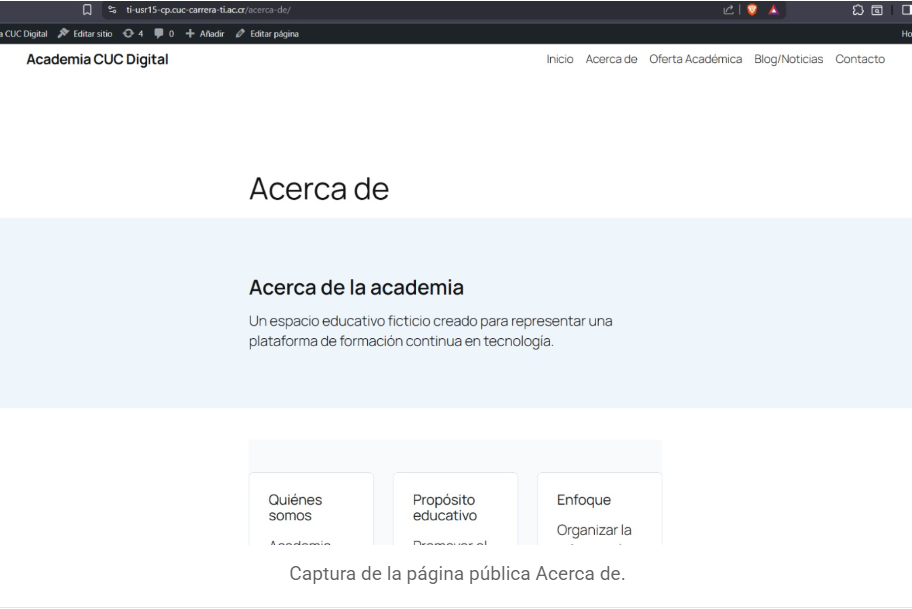 ti-usr15-cp.cuc-carrera-ti.ac.cr/acerca-de/
a CUC Digital Editar sitio 4 0 Añadir Editar página Ho
Academia CUC Digital Inicio Acerca de Oferta Académica Blog/Noticias Contacto
Acerca de
Acerca de la academia
Un espacio educativo ficticio creado para representar una
plataforma de formación continua en tecnología.
Quiénes
somos
Academia
Propósito
educativo
Promover el
Enfoque
Organizar la
Captura de la página pública Acerca de.